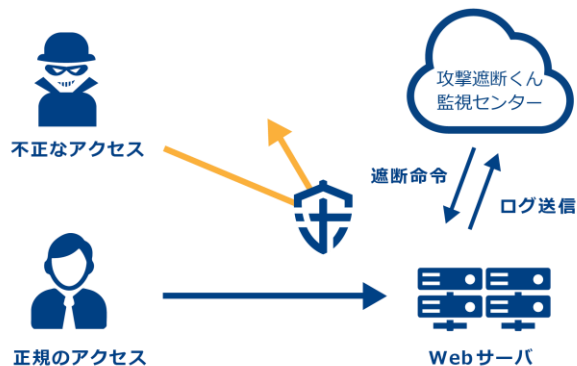 攻撃遮断くん
監視センター
不正なアクセス
遮断命令
ログ送信
正規のアクセス
Webサーバ